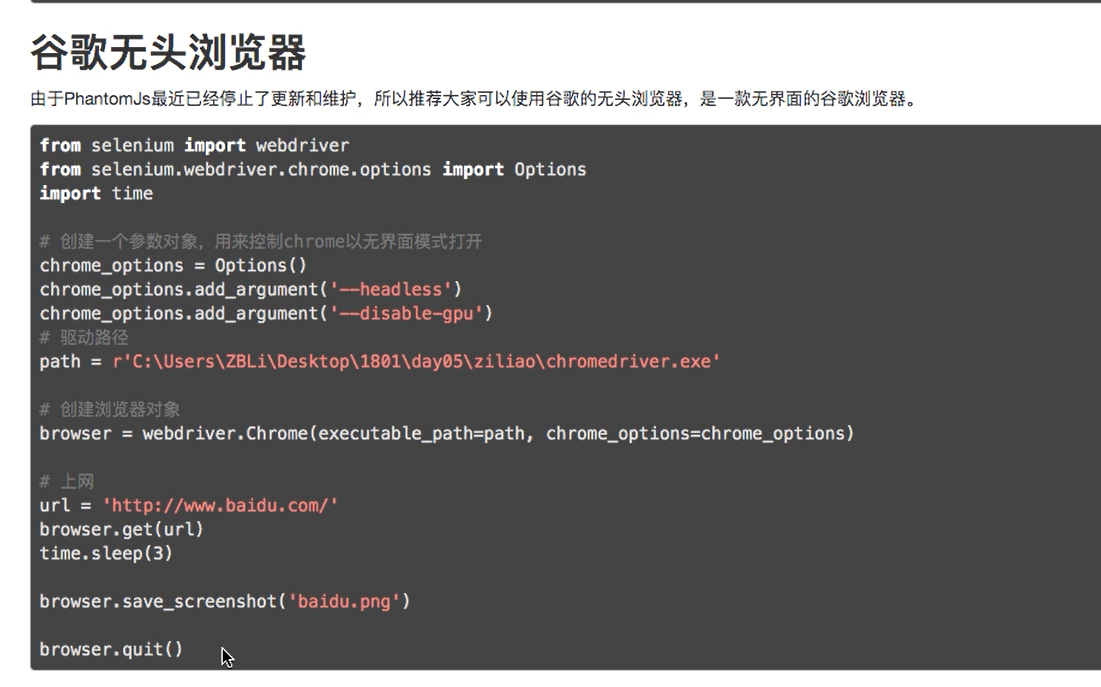 谷歌无头浏览器
由于PhantomJs最近已经停止了更新和维护，所以推荐大家可以使用谷歌的无头浏览器，是一款无界面的谷歌浏览器。
from selenium import webdriver
from selenium.webdriver.chrome.options import Options
import time
# 创建一个参数对象，用来控制chrome以无界面模式打开
chrome_options = Options()
chrome_options.add_argument('--headless')
chrome_options.add_argument('--disable-gpu')
# 驱动路径
path = r'C:\Users\ZBLi\Desktop\1801\day05\ziliao\chromedriver.exe'
# 创建浏览器对象
browser = webdriver.Chrome(executable_path=path, chrome_options=chrome_options)
# 上网
url = 'http://www.baidu.com/'
browser.get(url)
time.sleep(3)
browser.save_screenshot('baidu.png')
browser.quit()